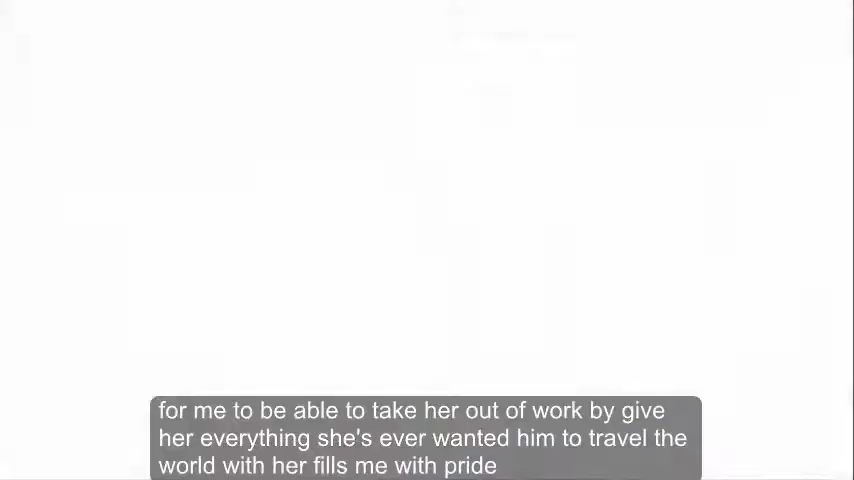 for me to be able to take her out of work by give
her everything she's ever wanted him to travel the
world with her fills me with pride